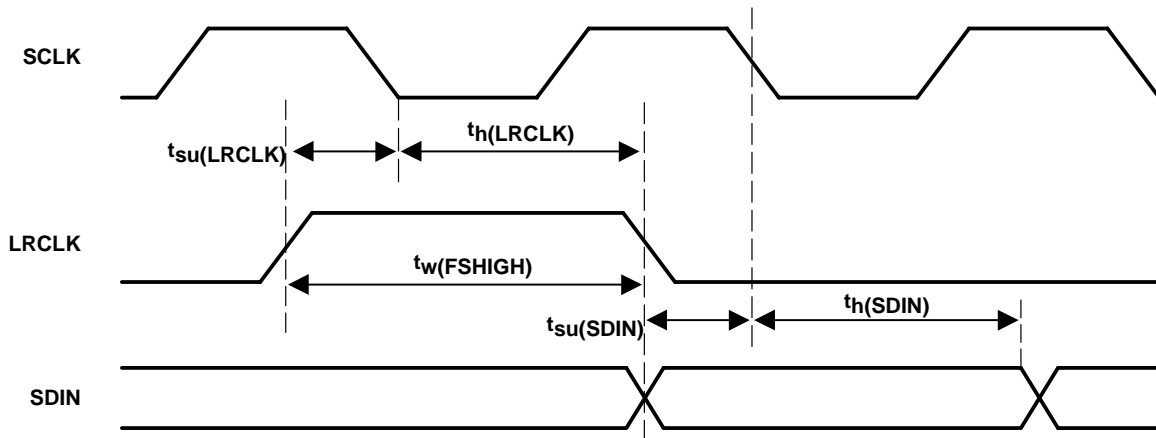 SCLK
th(LRCLK)
tsu(LRCLK)
LRCLK
tw(FSHIGH)
th(SDIN)
tsu(SDIN)
SDIN